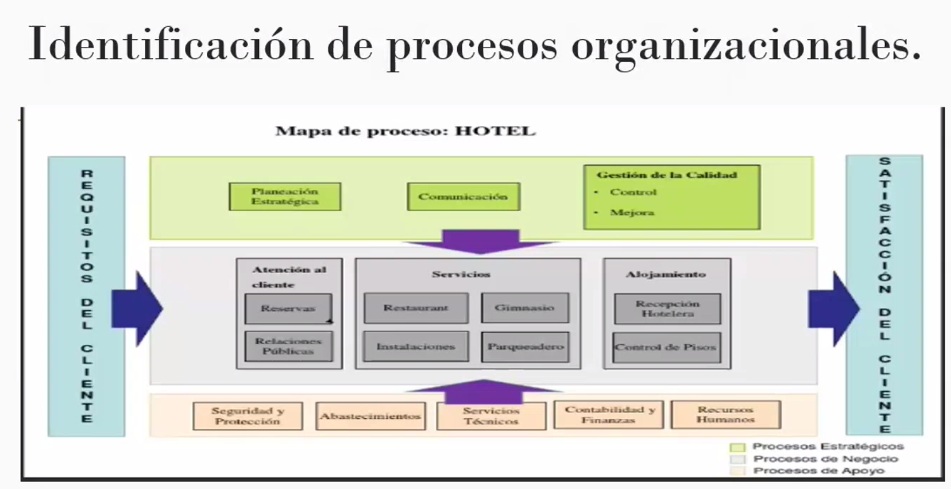 Identificación de procesos organizacionales.
Mapa de proceso: HOTEL
REQUISITOS DEL CLIENTE
Planeación
Estratégica
Comunicación
Gestión de la Calidad
• Control
• Mejora
Atención al
cliente
Reservas
Relaciones
Públicas
Servicios
Restaurant
Gimnasio
Instalaciones
Parqueadero
Alojamiento
Recepción
Hotelera
Control de Pisos
Seguridad y
Protección
Abastecimientos
Servicios
Técnicos
Contabilidad y
Finanzas
Recursos
Humanos
SATISFACCIÓN DEL CLIENTE
Procesos Estratégicos
Procesos de Negocio
Procesos de Apoyo